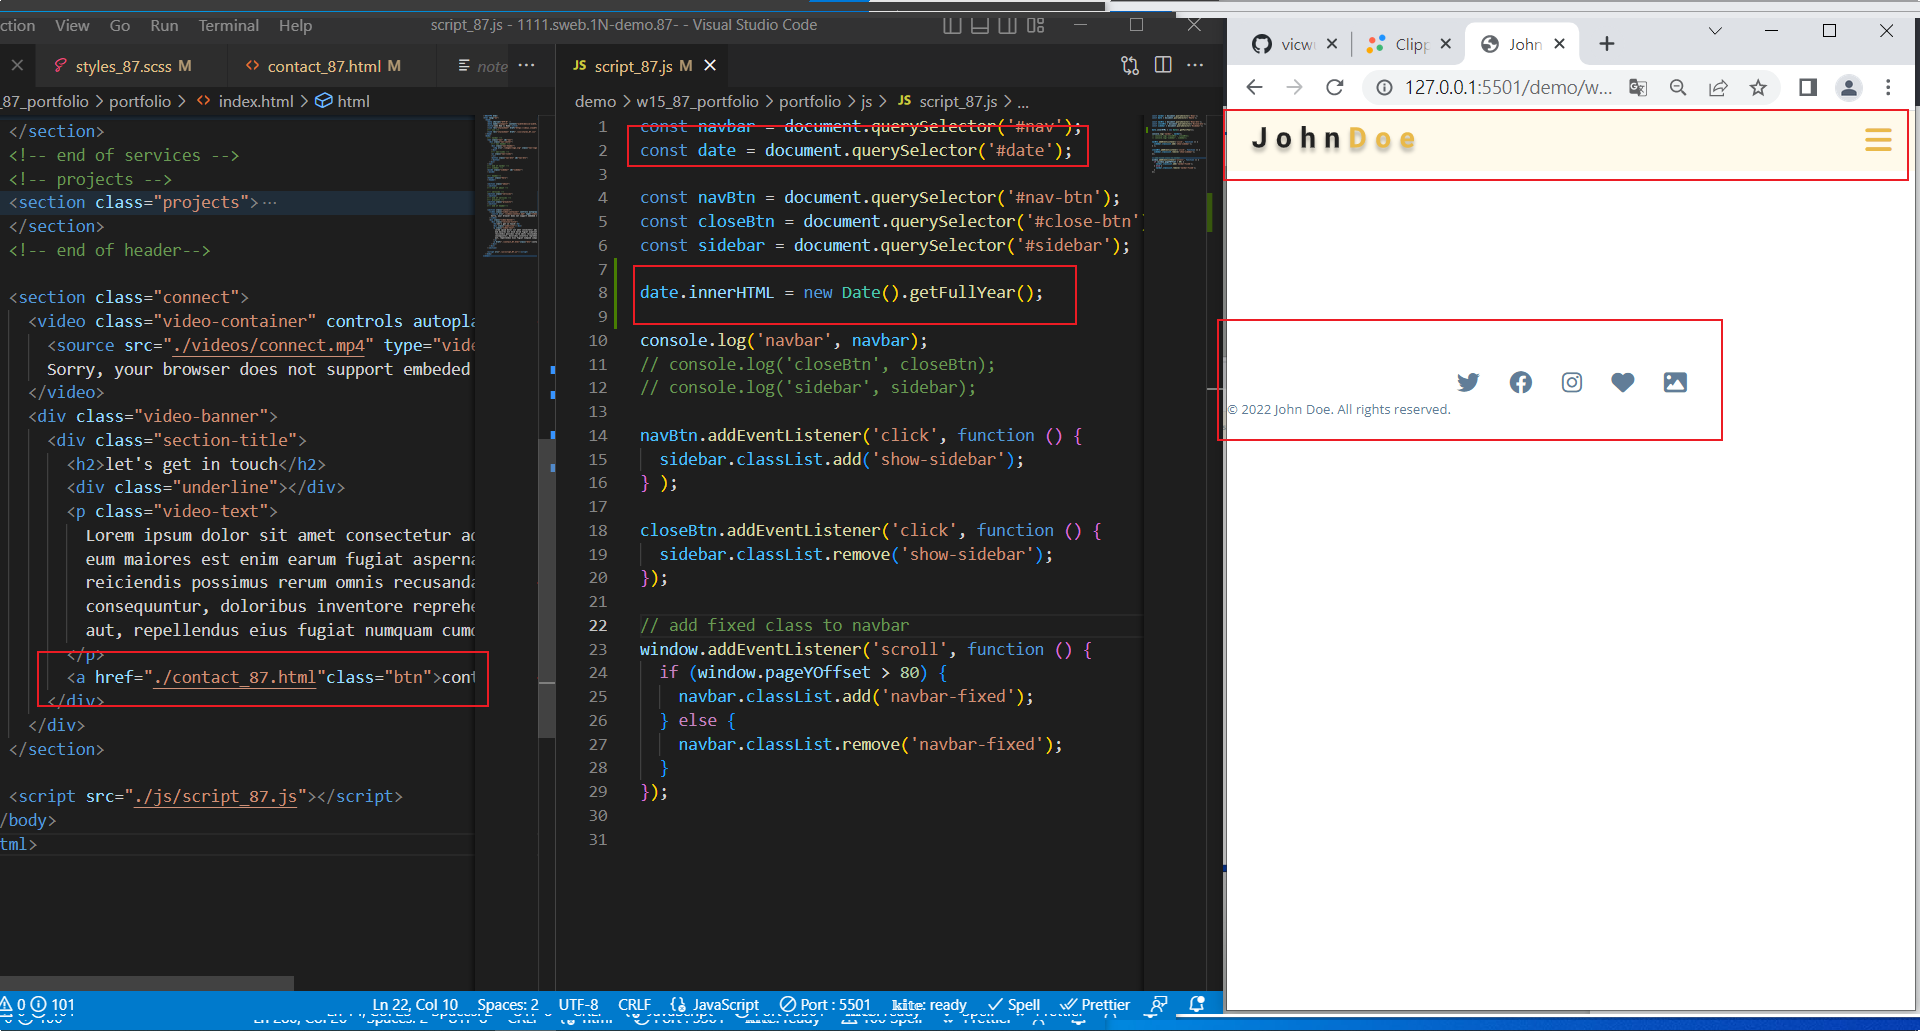 ction View Go Run Terminal Help script_87.js - 1111.sweb.1N-demo.87- - Visual Studio Code
styles_87.scss M contact_87.html M note ···
_87_portfolio > portfolio > <> index.html > html
</section>
<!-- end of services -->
<!-- projects -->
<section class="projects">···
</section>
<!-- end of header-->
<section class="connect">
<video class="video-container" controls autopla
<source src="./videos/connect.mp4" type="vide
Sorry, your browser does not support embeded
</video>
<div class="video-banner">
<div class="section-title">
<h2>let's get in touch</h2>
<div class="underline"></div>
<p class="video-text">
Lorem ipsum dolor sit amet consectetur ad
eum maiores est enim earum fugiat asperna
reiciendis possimus rerum omnis recusanda
consequuntur, doloribus inventore reprehe
aut, repellendus eius fugiat numquam cumq
</p>
<a href="./contact_87.html"class="btn">cont
</div>
</div>
</section>
<script src="./js/script_87.js"></script>
/body>
tml>
JS script_87.js M
demo > w15_87_portfolio > portfolio > js > JS script_87.js > ...
1 const navbar = document.querySelector('#nav');
2 const date = document.querySelector('#date');
3
4 const navBtn = document.querySelector('#nav-btn');
5 const closeBtn = document.querySelector('#close-btn'
6 const sidebar = document.querySelector('#sidebar');
7
8 date.innerHTML = new Date().getFullYear();
9
10 console.log('navbar', navbar);
11 // console.log('closeBtn', closeBtn);
12 // console.log('sidebar', sidebar);
13
14 navBtn.addEventListener('click', function () {
15 sidebar.classList.add('show-sidebar');
16 } );
17
18 closeBtn.addEventListener('click', function () {
19 sidebar.classList.remove('show-sidebar');
20 });
21
22 // add fixed class to navbar
23 window.addEventListener('scroll', function () {
24 if (window.pageYOffset > 80) {
25 navbar.classList.add('navbar-fixed');
26 } else {
27 navbar.classList.remove('navbar-fixed');
28 }
29 });
30
31
0 101 Ln 22, Col 10 Spaces: 2 UTF-8 CRLF {} JavaScript Port : 5501 kite: ready Spell Prettier
vicw Clipp John
127.0.0.1:5501/demo/w...
JohnDoe
© 2022 John Doe. All rights reserved.